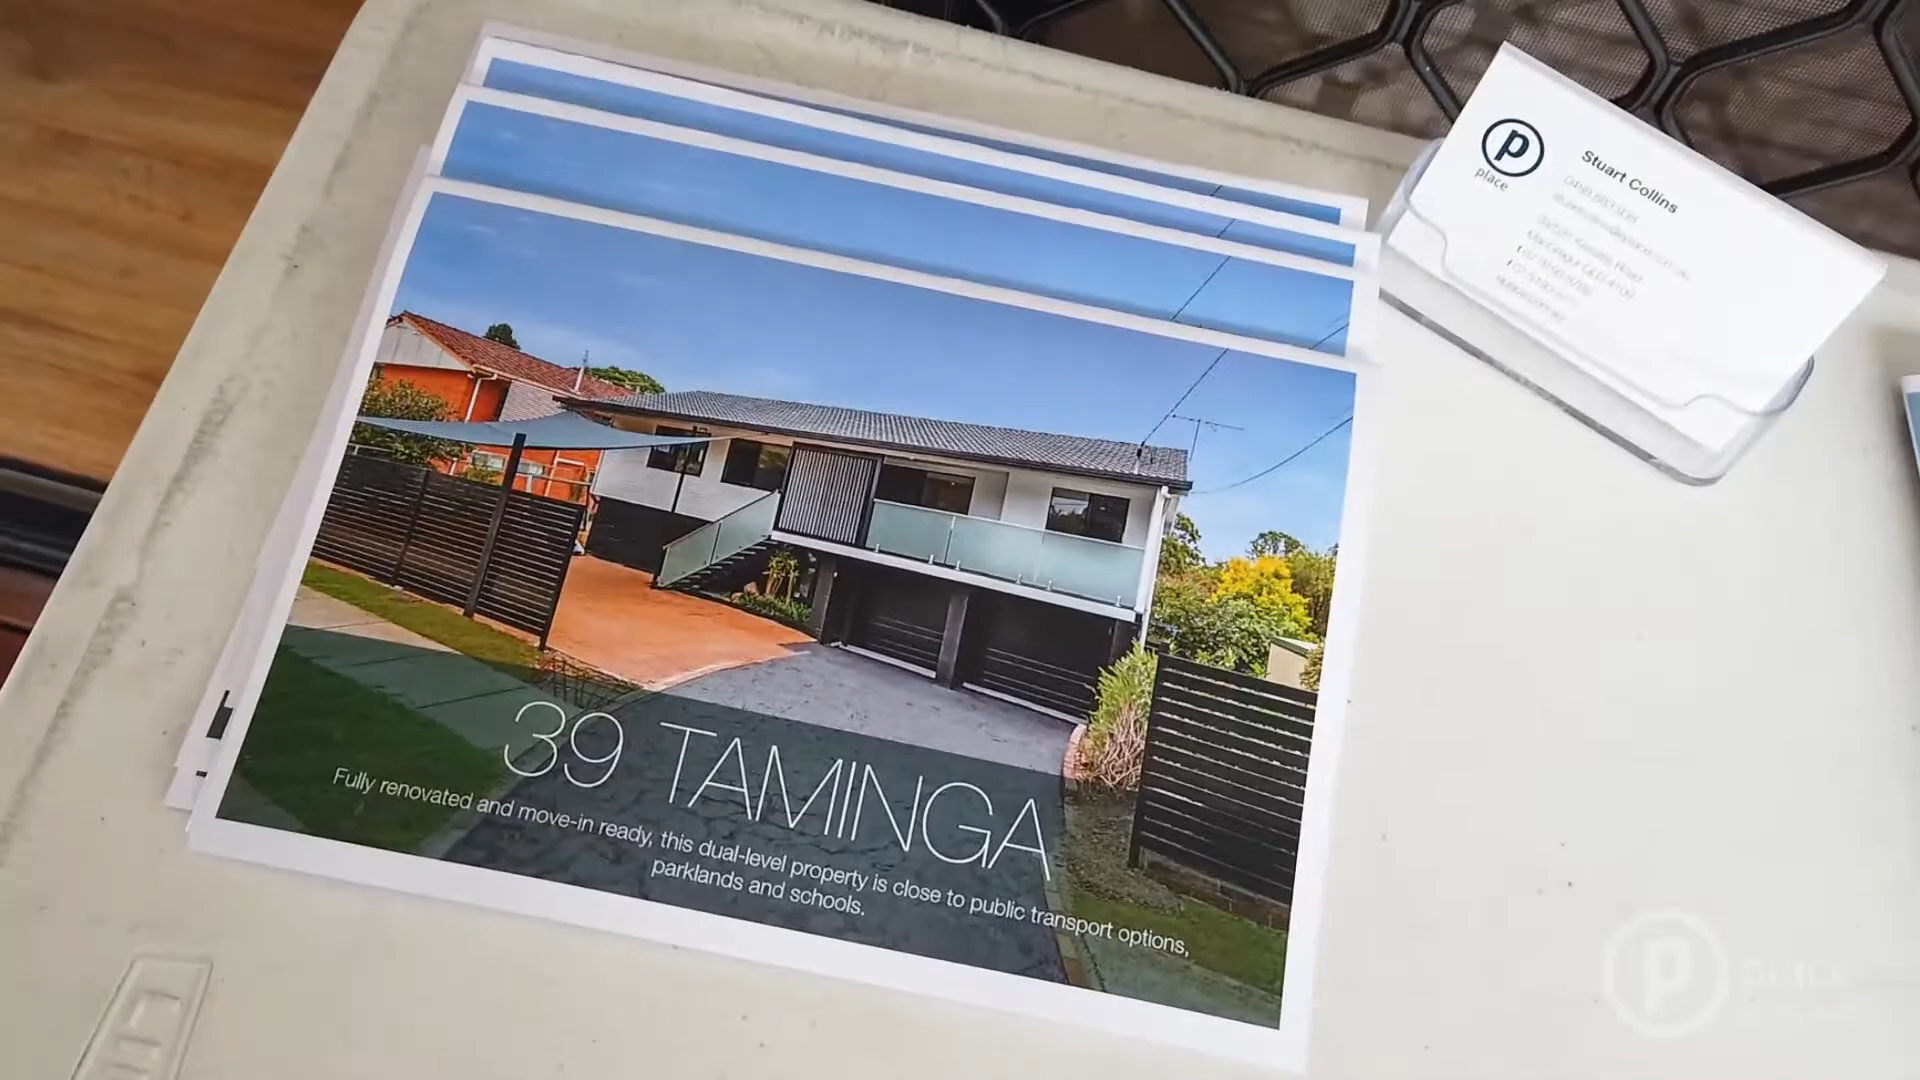 39 TAMINGA
Fully renovated and move-in ready, this dual-level property is close to public transport options,
parklands and schools.
P
place
Stuart Collins
P
place